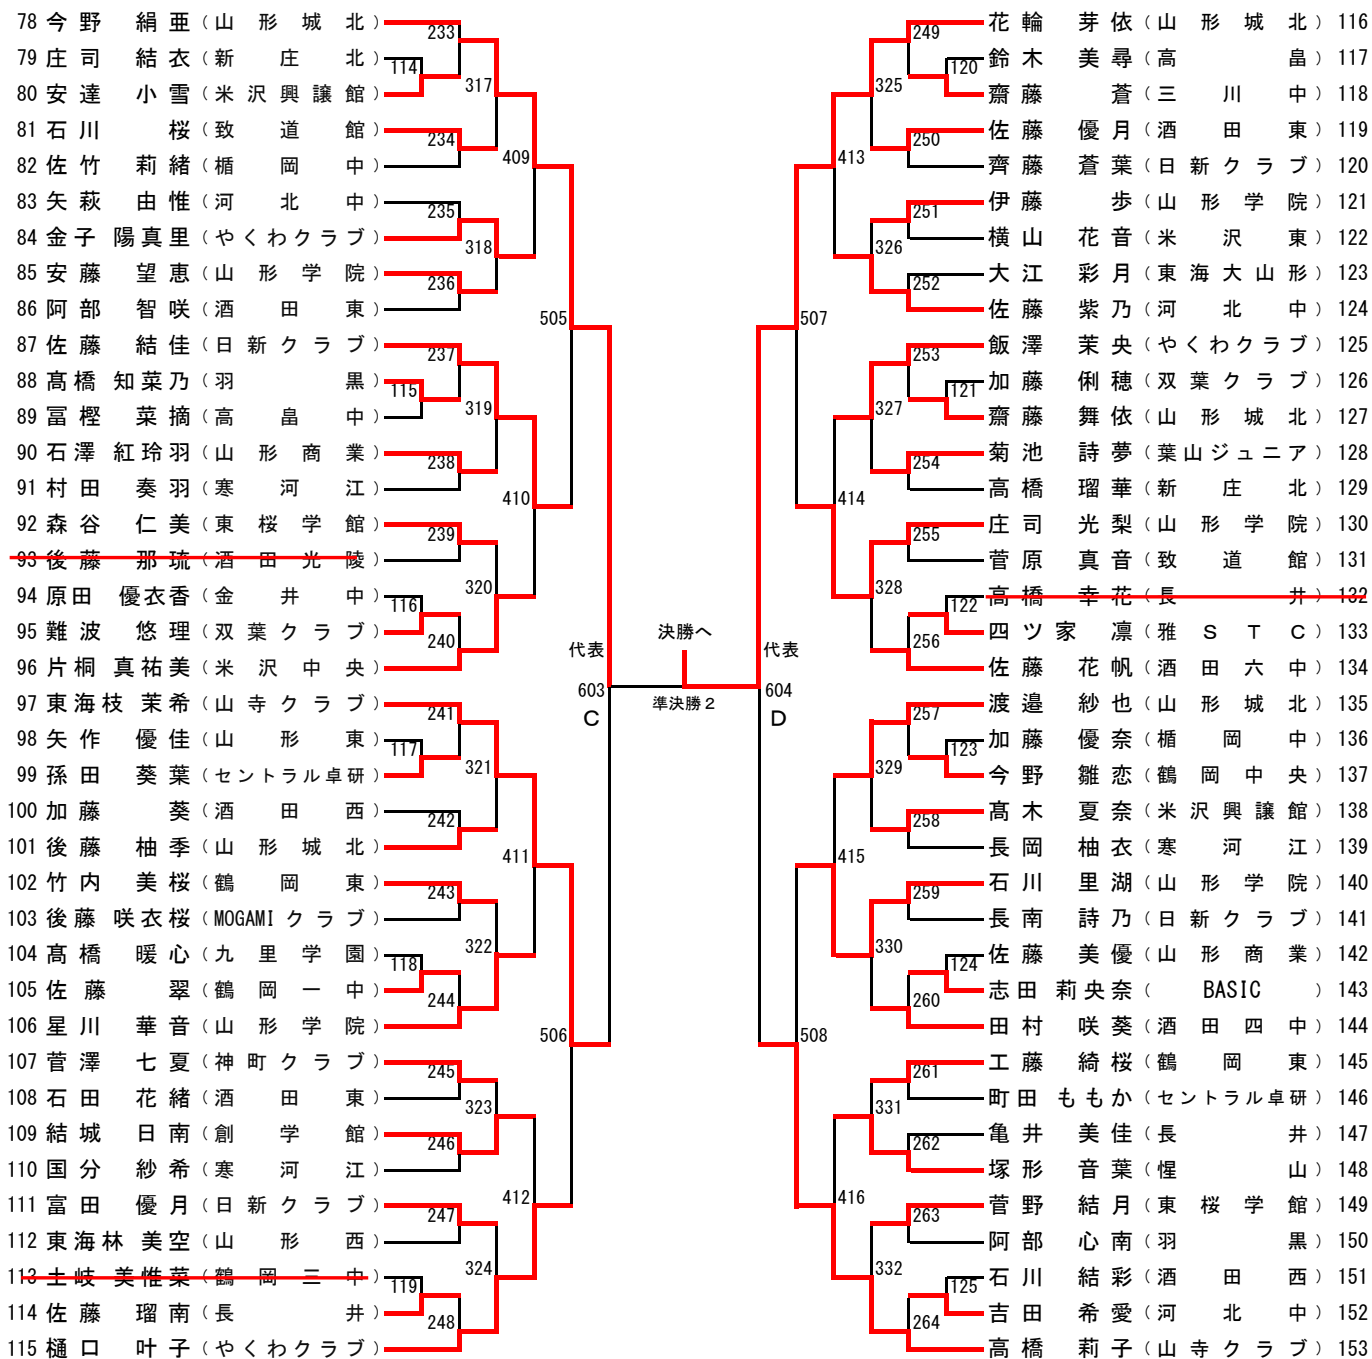 78 今野 絹亜 (山形城北)
79 庄司 結衣 (新庄北)
80 安達 小雪 (米沢興譲館)
81 石川 桜 (致道館)
82 佐竹 莉緒 (楯岡中)
83 矢萩 由惟 (河北中)
84 金子 陽真里 (やくわクラブ)
85 安藤 望恵 (山形学院)
86 阿部 智咲 (酒田東)
87 佐藤 結佳 (日新クラブ)
88 髙橋 知菜乃 (羽黒)
89 冨樫 菜摘 (高畠中)
90 石澤 紅玲羽 (山形商業)
91 村田 奏羽 (寒河江)
92 森谷 仁美 (東桜学館)
93 後藤 那琉 (酒田光陵)
94 原田 優衣香 (金井中)
95 難波 悠理 (双葉クラブ)
96 片桐 真祐美 (米沢中央)
97 東海枝 茉希 (山寺クラブ)
98 矢作 優佳 (山形東)
99 孫田 葵葉 (セントラル卓研)
100 加藤 葵 (酒田西)
101 後藤 柚季 (山形城北)
102 竹内 美桜 (鶴岡東)
103 後藤 咲衣桜 (MOGAMIクラブ)
104 髙橋 暖心 (九里学園)
105 佐藤 翠 (鶴岡一中)
106 星川 華音 (山形学院)
107 菅澤 七夏 (神町クラブ)
108 石田 花緒 (酒田東)
109 結城 日南 (創学館)
110 国分 紗希 (寒河江)
111 富田 優月 (日新クラブ)
112 東海林 美空 (山形西)
113 土岐 美惟菜 (鶴岡三中)
114 佐藤 瑠南 (長井)
115 樋口 叶子 (やくわクラブ)
114
115
116
117
118
119
233
234
235
236
237
238
239
240
241
242
243
244
245
246
247
248
317
318
319
320
321
322
323
324
409
410
411
412
505
506
代表
603
C
決勝へ
準決勝2
代表
604
D
507
508
413
414
415
416
325
326
327
328
329
330
331
332
249
250
251
252
253
254
255
256
257
258
259
260
261
262
263
264
120
121
122
123
124
125
花輪 芽依 (山形城北) 116
鈴木 美尋 (高畠) 117
齋藤 蒼 (三川中) 118
佐藤 優月 (酒田東) 119
齊藤 蒼葉 (日新クラブ) 120
伊藤 歩 (山形学院) 121
横山 花音 (米沢東) 122
大江 彩月 (東海大山形) 123
佐藤 紫乃 (河北中) 124
飯澤 茉央 (やくわクラブ) 125
加藤 俐穂 (双葉クラブ) 126
齋藤 舞依 (山形城北) 127
菊池 詩夢 (葉山ジュニア) 128
高橋 瑠華 (新庄北) 129
庄司 光梨 (山形学院) 130
菅原 真音 (致道館) 131
高橋 幸花 (長井) 132
四ツ家 凛 (雅STC) 133
佐藤 花帆 (酒田六中) 134
渡邉 紗也 (山形城北) 135
加藤 優奈 (楯岡中) 136
今野 雛恋 (鶴岡中央) 137
髙木 夏奈 (米沢興譲館) 138
長岡 柚衣 (寒河江) 139
石川 里湖 (山形学院) 140
長南 詩乃 (日新クラブ) 141
佐藤 美優 (山形商業) 142
志田 莉央奈 (BASIC) 143
田村 咲葵 (酒田四中) 144
工藤 綺桜 (鶴岡東) 145
町田 ももか (セントラル卓研) 146
亀井 美佳 (長井) 147
塚形 音葉 (惺山) 148
菅野 結月 (東桜学館) 149
阿部 心南 (羽黒) 150
石川 結彩 (酒田西) 151
吉田 希愛 (河北中) 152
高橋 莉子 (山寺クラブ) 153